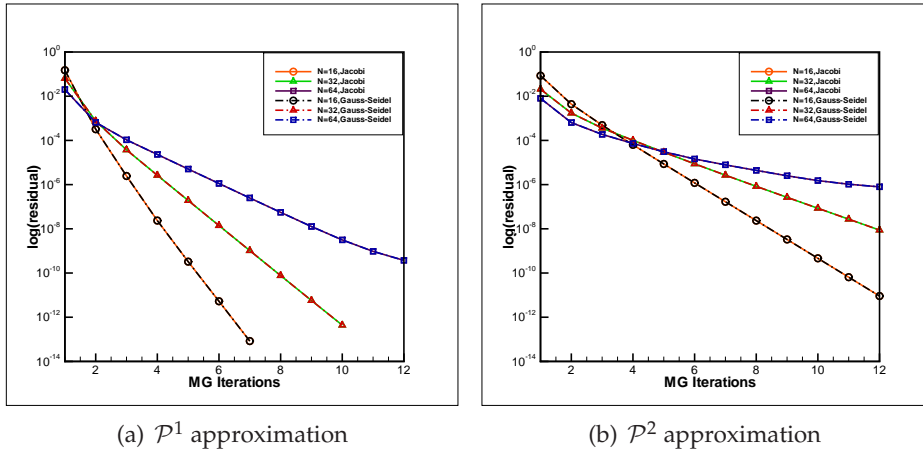 10^0
10^-2
10^-4
10^-6
10^-8
10^-10
10^-12
10^-14
log(residual)
2 4 6 8 10 12
MG Iterations
N=16,Jacobi
N=32,Jacobi
N=64,Jacobi
N=16,Gauss-Seidel
N=32,Gauss-Seidel
N=64,Gauss-Seidel
(a) 𝒫^1 approximation
10^0
10^-2
10^-4
10^-6
10^-8
10^-10
10^-12
10^-14
log(residual)
2 4 6 8 10 12
MG Iterations
N=16,Jacobi
N=32,Jacobi
N=64,Jacobi
N=16,Gauss-Seidel
N=32,Gauss-Seidel
N=64,Gauss-Seidel
(b) 𝒫^2 approximation